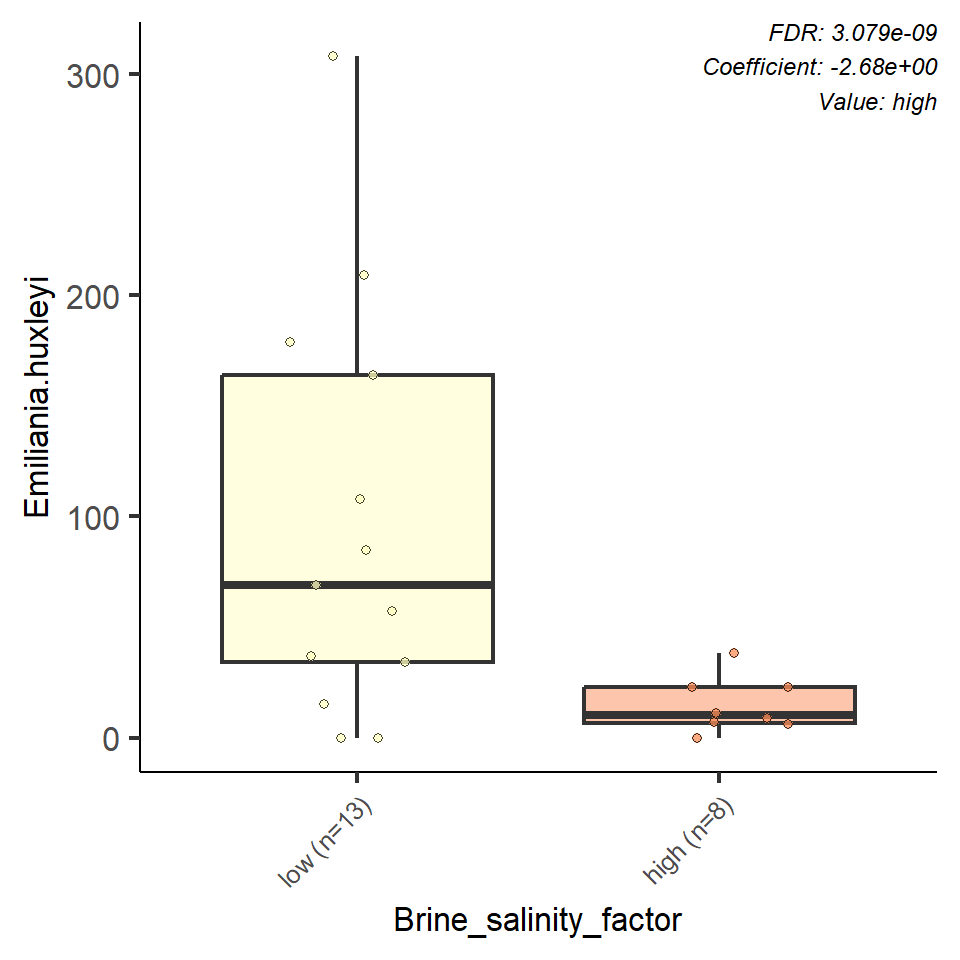 FDR: 3.079e-09
Coefficient: -2.68e+00
Value: high
Emiliania.huxleyi
300
200
100
0
low (n=13)
high (n=8)
Brine_salinity_factor